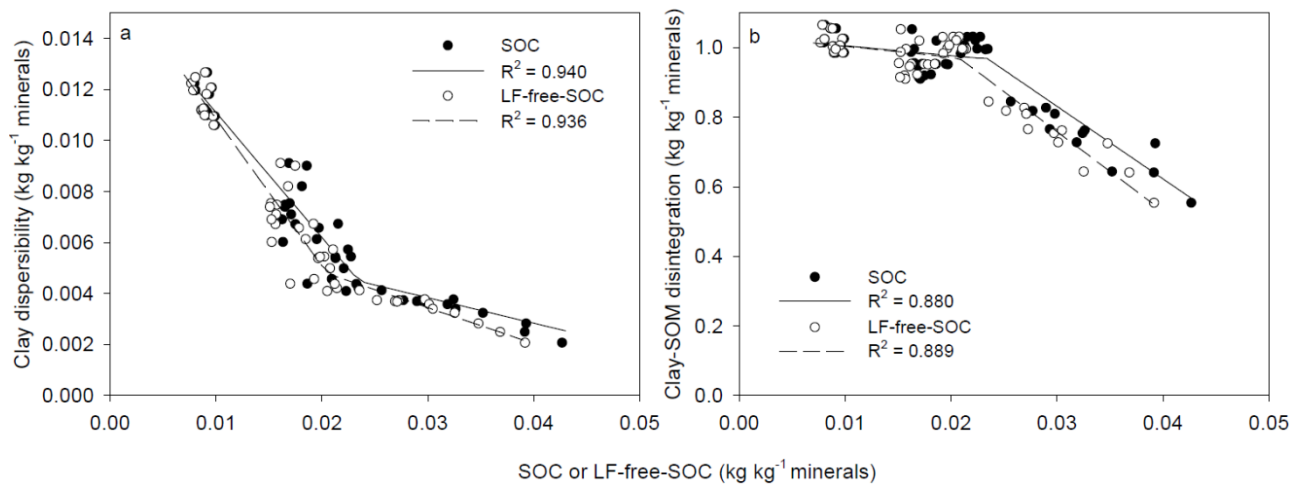 a
Clay dispersibility (kg kg⁻¹ minerals)
0.014
0.012
0.010
0.008
0.006
0.004
0.002
0.000
SOC
R² = 0.940
LF-free-SOC
R² = 0.936
0.00 0.01 0.02 0.03 0.04 0.05
b
Clay-SOM disintegration (kg kg⁻¹ minerals)
1.0
0.8
0.6
0.4
0.2
0.0
SOC
R² = 0.880
LF-free-SOC
R² = 0.889
0.00 0.01 0.02 0.03 0.04 0.05
SOC or LF-free-SOC (kg kg⁻¹ minerals)